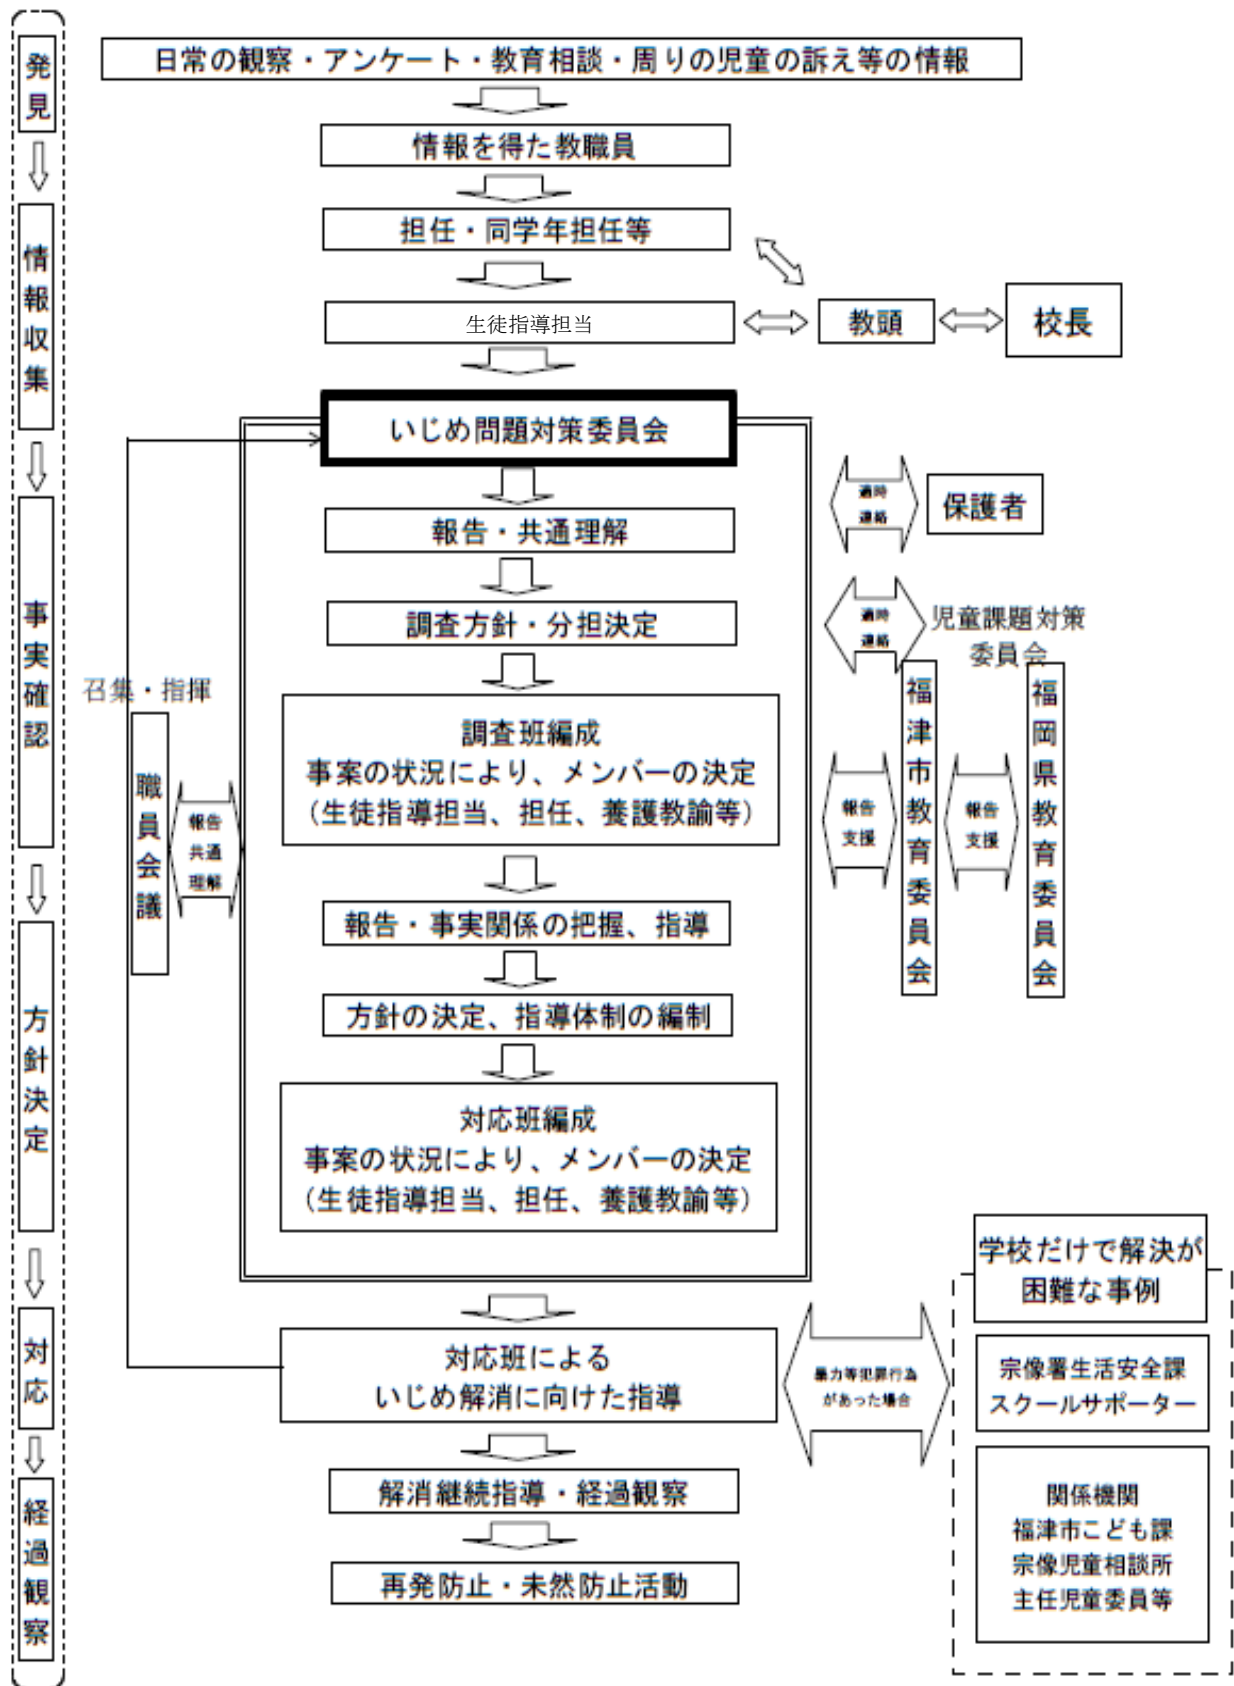 発見
情報収集
事実確認
方針決定
対応
経過観察
日常の観察・アンケート・教育相談・周りの児童の訴え等の情報
情報を得た教職員
担任・同学年担任等
生徒指導担当
教頭
校長
いじめ問題対策委員会
報告・共通理解
調査方針・分担決定
調査班編成
事案の状況により、メンバーの決定
(生徒指導担当、担任、養護教諭等)
報告・事実関係の把握、指導
方針の決定、指導体制の編制
対応班編成
事案の状況により、メンバーの決定
(生徒指導担当、担任、養護教諭等)
召集・指揮
職員会議
報告
共通
理解
適時
連絡
保護者
適時
連絡
児童課題対策
委員会
報告
支援
福津市教育委員会
報告
支援
福岡県教育委員会
対応班による
いじめ解消に向けた指導
暴力等犯罪行為
があった場合
学校だけで解決が
困難な事例
宗像署生活安全課
スクールサポーター
関係機関
福津市こども課
宗像児童相談所
主任児童委員等
解消継続指導・経過観察
再発防止・未然防止活動